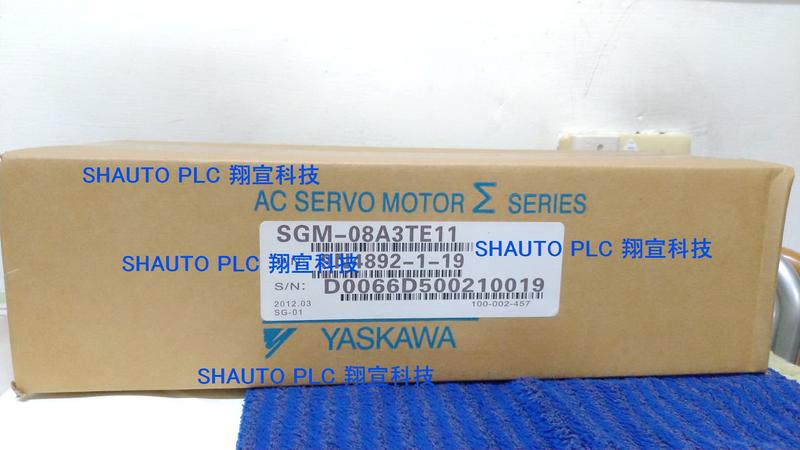 SHAUTO PLC 翔宣科技
AC SERVO MOTOR Σ SERIES
SGM-08A3TE11
SHAUTO PLC 翔宣科技
SHAUTO PLC 翔宣科技
4892-1-19
S/N: D0066D500210019
2012.03 100-002-457
SG-01
YASKAWA
SHAUTO PLC 翔宣科技